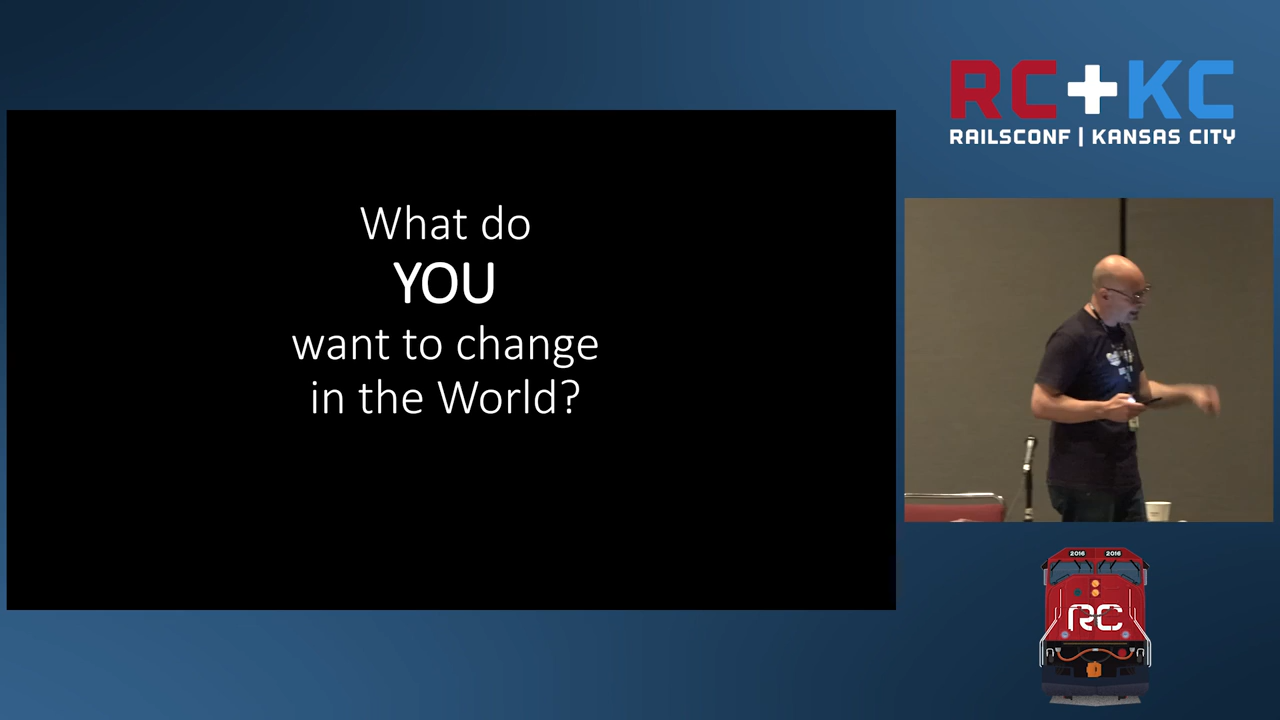 RC+KC
RAILSCONF | KANSAS CITY
What do
YOU
want to change
in the World?
2016 2016
RC